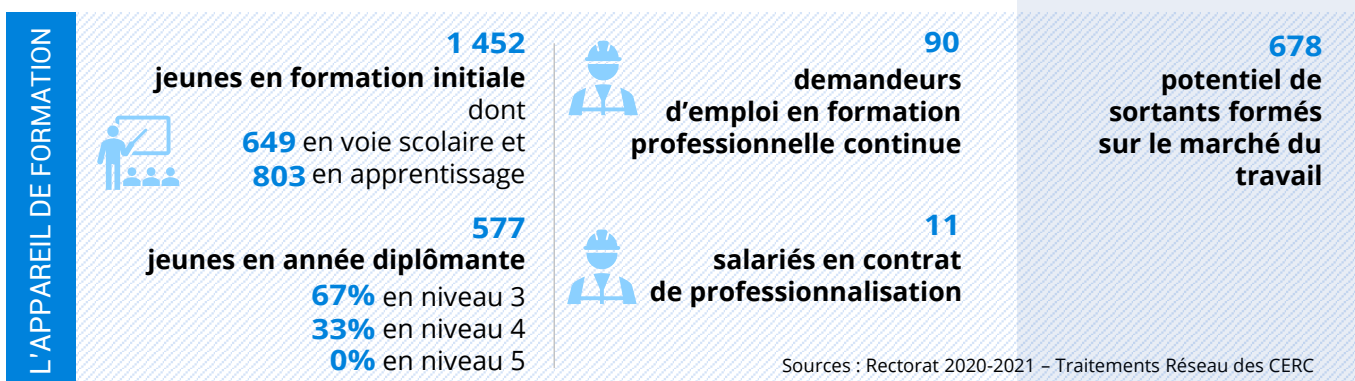 L'APPAREIL DE FORMATION
1 452
jeunes en formation initiale
dont
649 en voie scolaire et
803 en apprentissage
577
jeunes en année diplômante
67% en niveau 3
33% en niveau 4
0% en niveau 5
90
demandeurs
d’emploi en formation
professionnelle continue
11
salariés en contrat
de professionnalisation
678
potentiel de
sortants formés
sur le marché du
travail
Sources : Rectorat 2020-2021 – Traitements Réseau des CERC